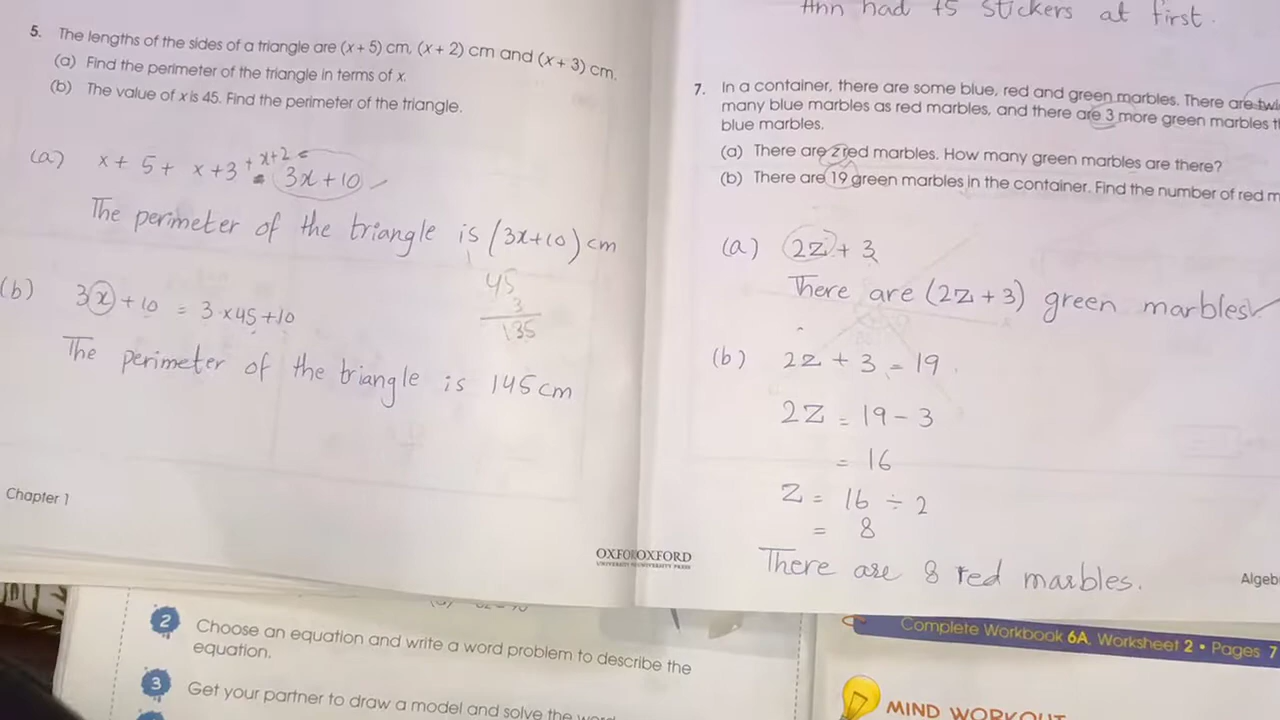 5. The lengths of the sides of a triangle are (x + 5) cm, (x + 2) cm and (x + 3) cm.
(a) Find the perimeter of the triangle in terms of x.
(b) The value of x is 45. Find the perimeter of the triangle.
(a) x + 5 + x + 3 + x + 2 =
= 3x + 10
The perimeter of the triangle is (3x+10) cm
(b) 3x + 10 = 3 × 45 + 10
45
3
135
The perimeter of the triangle is 145 cm
Chapter 1
OXFO OXFORD
UNIVERSITY PRESS
Ann had 45 stickers at first.
7. In a container, there are some blue, red and green marbles. There are
many blue marbles as red marbles, and there are 3 more green marbles
blue marbles.
(a) There are z red marbles. How many green marbles are there?
(b) There are 19 green marbles in the container. Find the number of red
(a) 2z + 3
There are (2z + 3) green marbles
(b) 2z + 3 = 19
2z = 19 - 3
= 16
z = 16 ÷ 2
= 8
There are 8 red marbles.
2 Choose an equation and write a word problem to describe the
equation.
3 Get your partner to draw a model and solve the
Complete Workbook 6A, Worksheet 2 • Pages 7
MIND WORKOUT